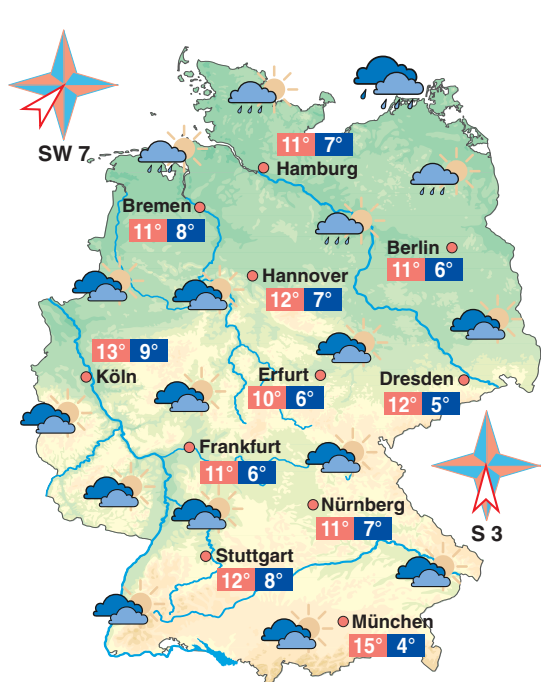 SW 7
11° 7°
Hamburg
Bremen
11° 8°
Berlin
11° 6°
Hannover
12° 7°
13° 9°
Köln
Erfurt
10° 6°
Dresden
12° 5°
Frankfurt
11° 6°
Nürnberg
11° 7°
S 3
Stuttgart
12° 8°
München
15° 4°